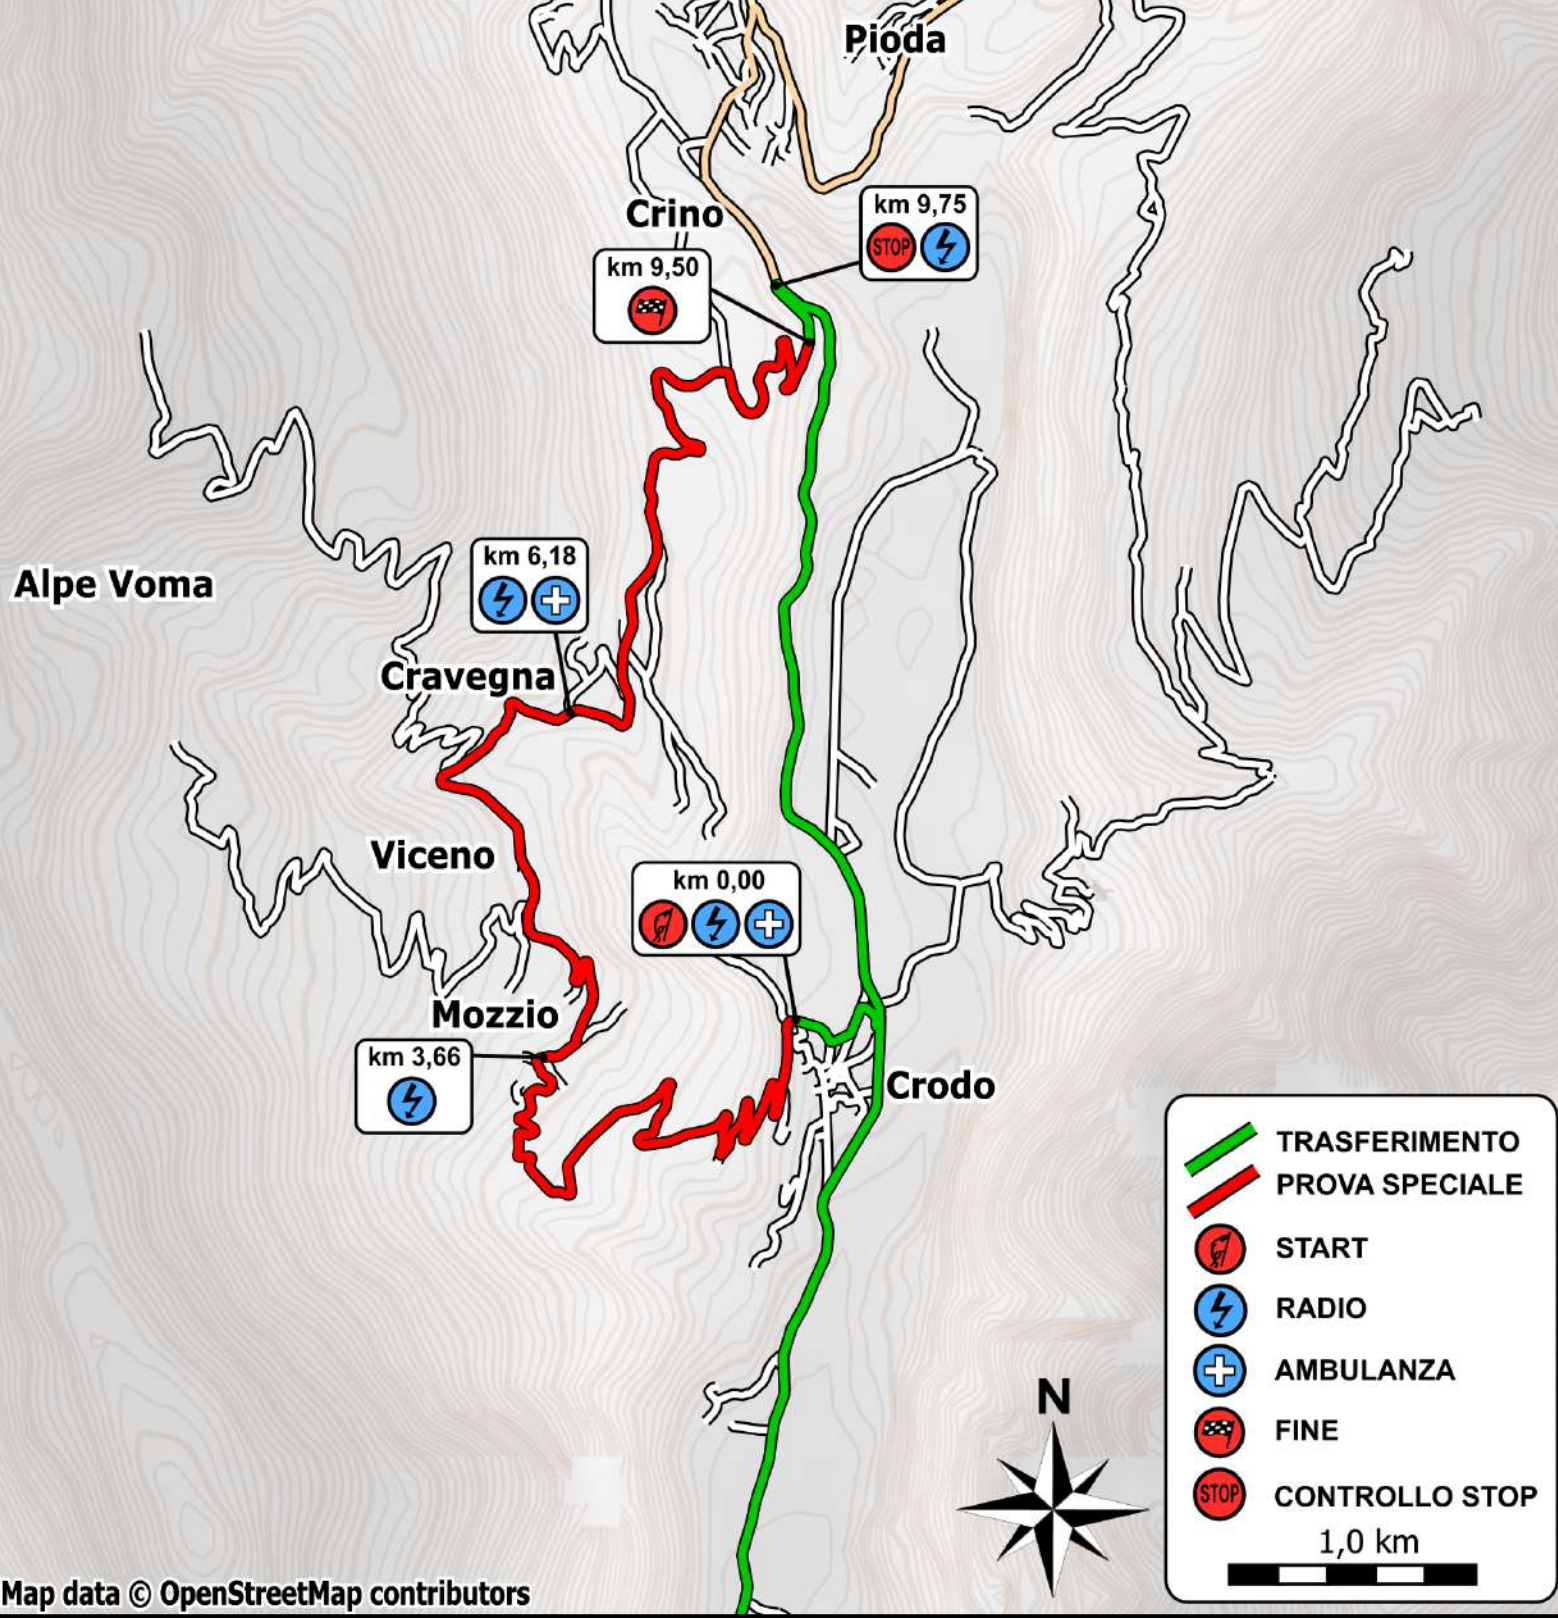 Pioda
km 9,75
STOP
Crino
km 9,50
km 6,18
Alpe Voma
Cravegna
Viceno
km 0,00
Mozzio
km 3,66
Crodo
TRASFERIMENTO
PROVA SPECIALE
START
RADIO
AMBULANZA
FINE
STOP CONTROLLO STOP
1,0 km
N
Map data © OpenStreetMap contributors